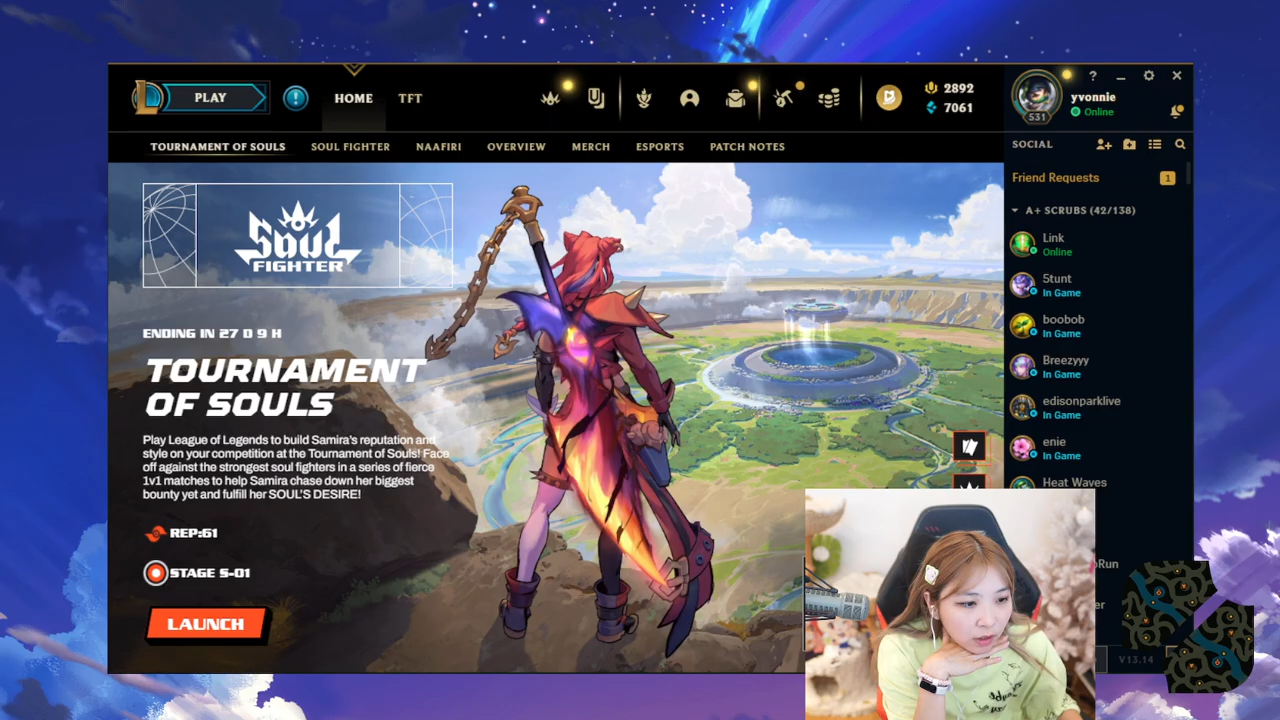 PLAY
HOME
TFT
2892
7061
531
yvonnie
Online
?
TOURNAMENT OF SOULS
SOUL FIGHTER
NAAFIRI
OVERVIEW
MERCH
ESPORTS
PATCH NOTES
SOUL
FIGHTER
ENDING IN 27 D 9 H
TOURNAMENT
OF SOULS
Play League of Legends to build Samira's reputation and
style on your competition at the Tournament of Souls! Face
off against the strongest soul fighters in a series of fierce
1v1 matches to help Samira chase down her biggest
bounty yet and fulfill her SOUL'S DESIRE!
REP:61
STAGE S-01
LAUNCH
SOCIAL
Friend Requests
1
A+ SCRUBS (42/138)
Link
Online
5tunt
In Game
boobob
In Game
Breezyyy
In Game
edisonparklive
In Game
enie
In Game
Heat Waves
V13.14